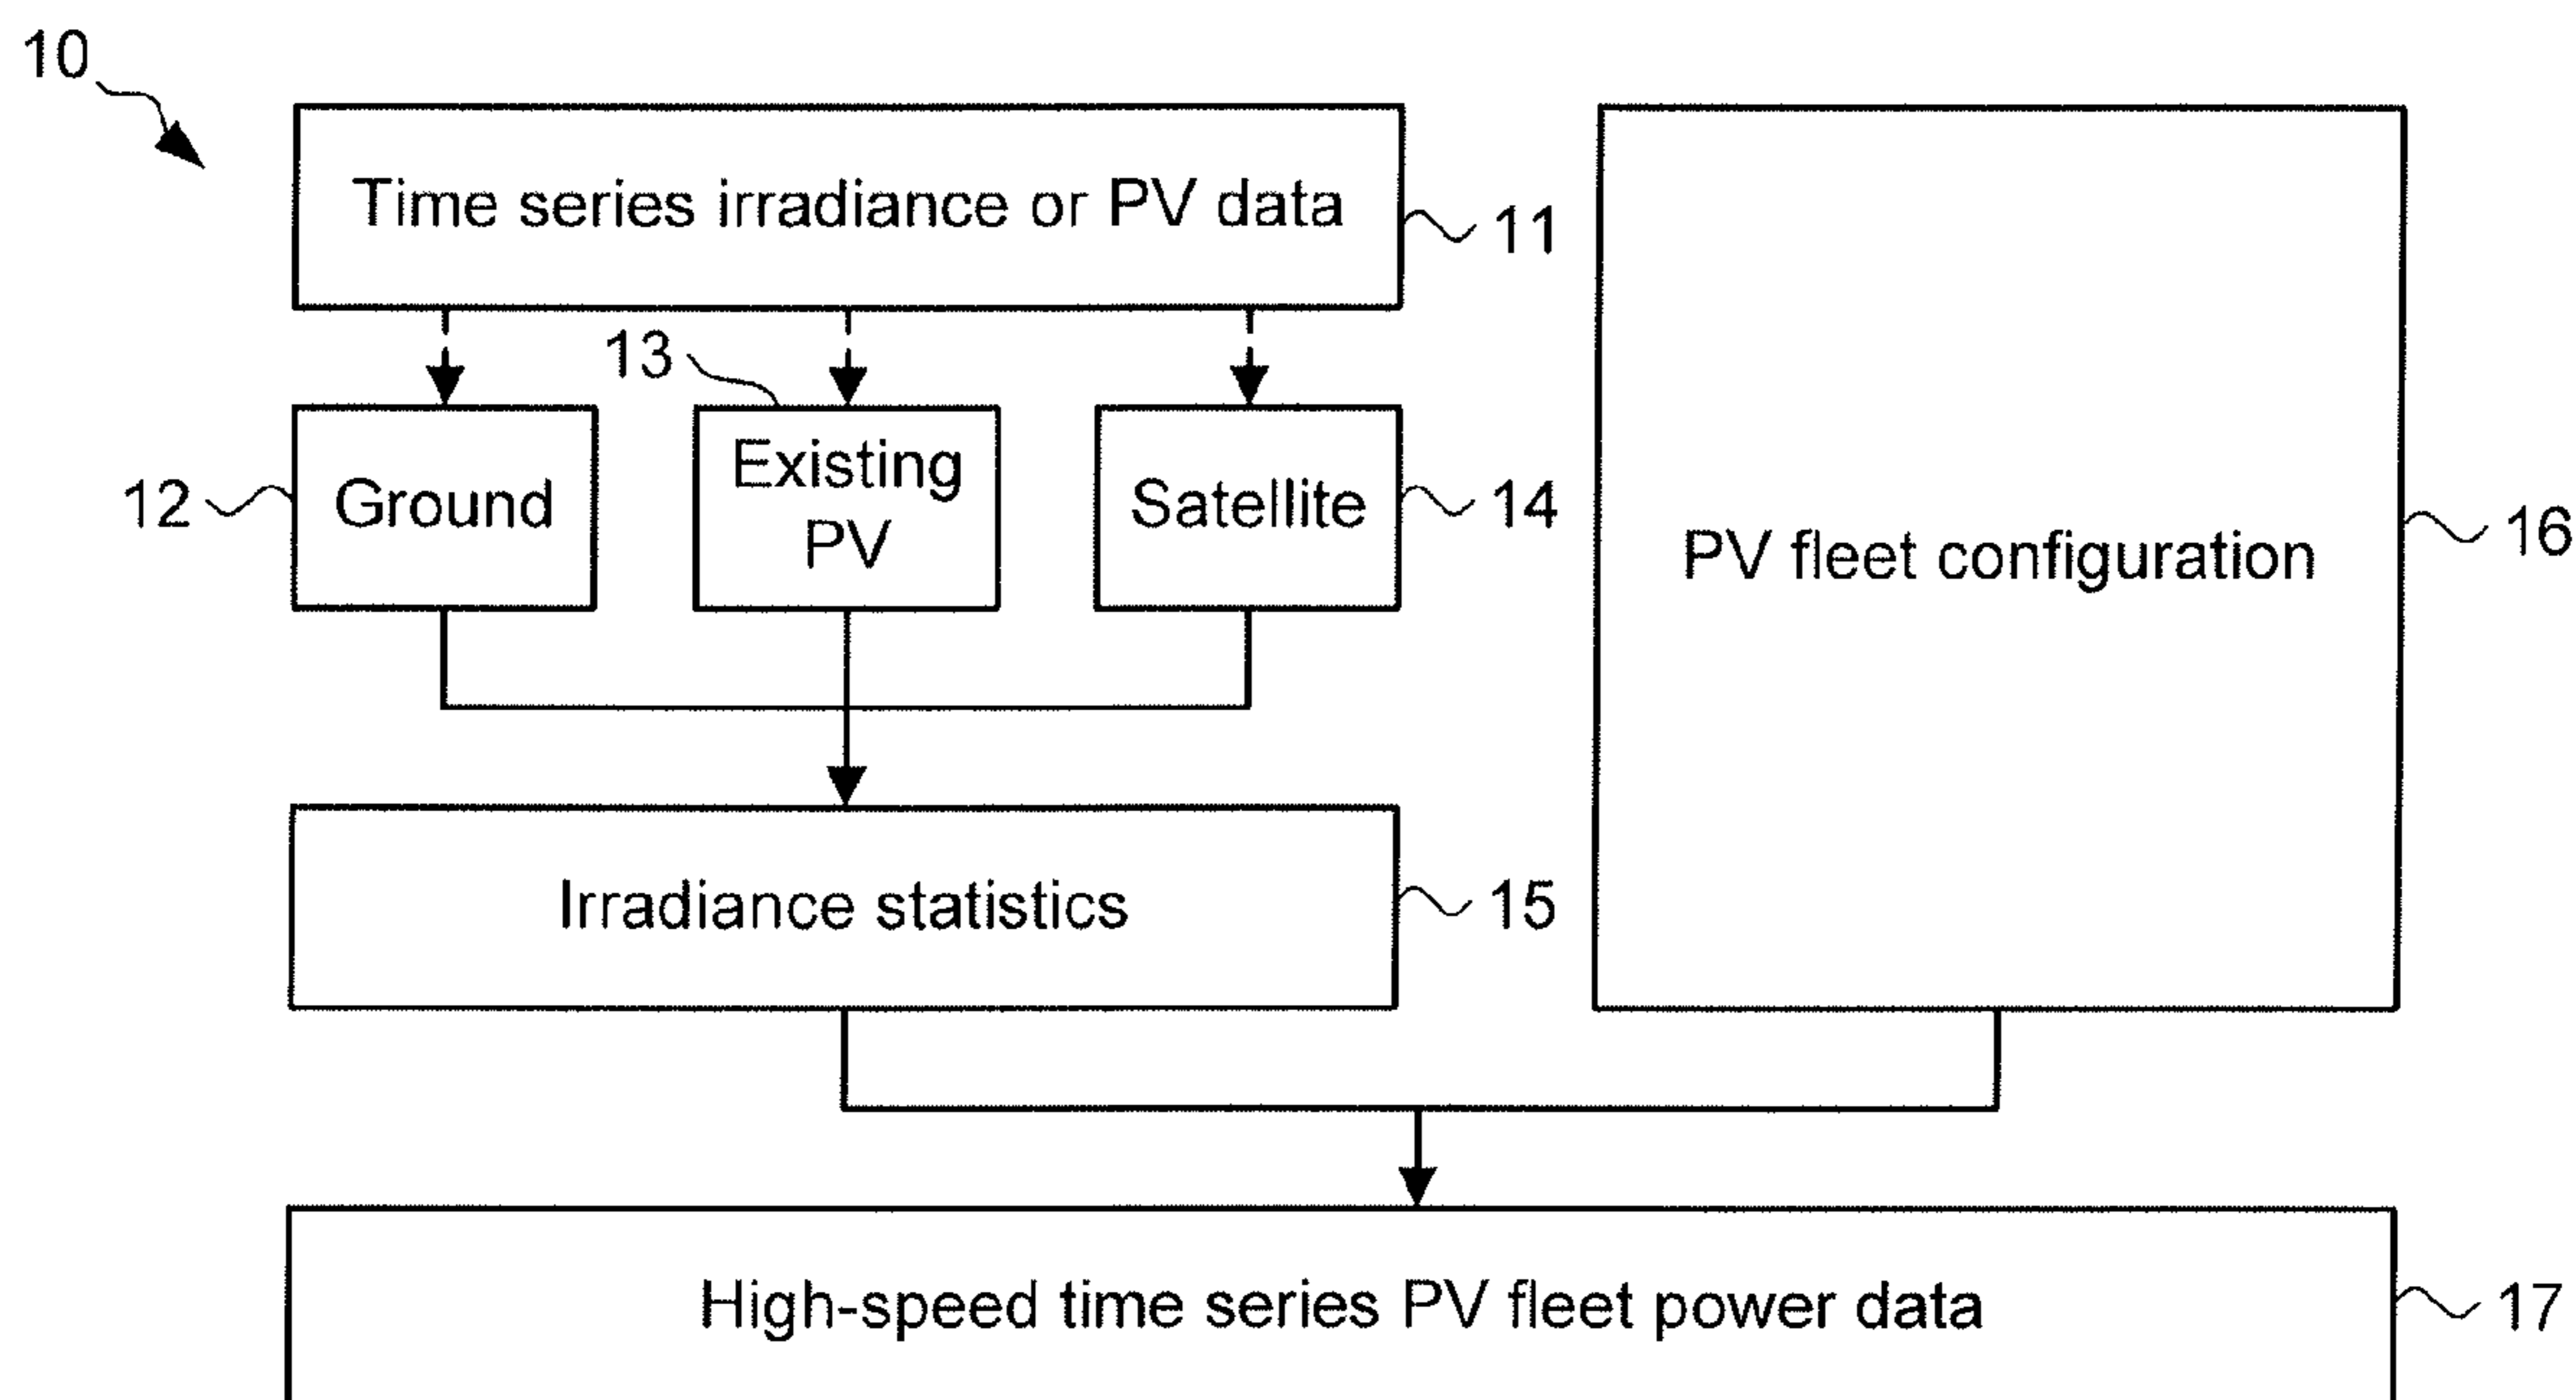 10
Time series irradiance or PV data
11
13
12
Ground
Existing
PV
Satellite
14
PV fleet configuration
16
Irradiance statistics
15
High-speed time series PV fleet power data
17